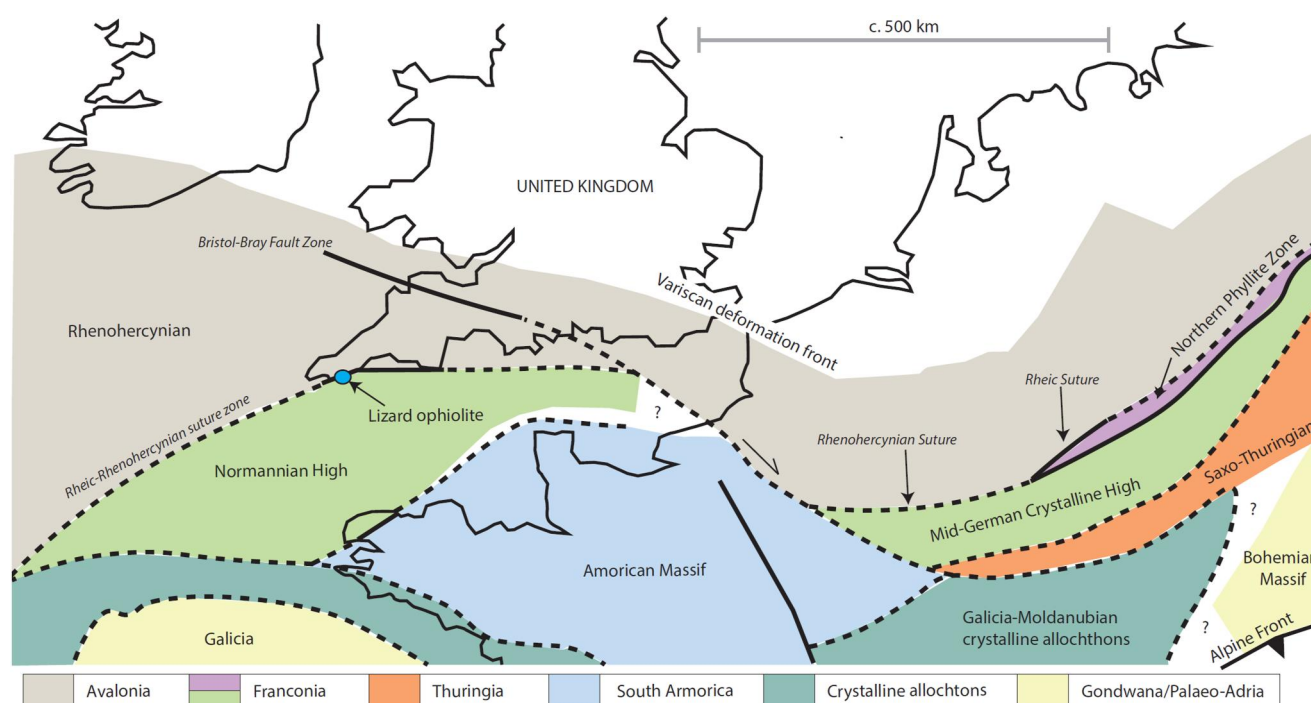 c. 500 km
UNITED KINGDOM
Bristol-Bray Fault Zone
Variscan deformation front
Northern Phyllite Zone
Rhenohercynian
Rheic Suture
Lizard ophiolite
?
Rhenohercynian Suture
Saxo-Thuringian
Rheic-Rhenohercynian suture zone
Normannian High
Mid-German Crystalline High
?
Amorican Massif
Bohemian
Massif
Galicia
Galicia-Moldanubian
crystalline allochthons
?
Alpine Front
Avalonia
Franconia
Thuringia
South Armorica
Crystalline allochtons
Gondwana/Palaeo-Adria